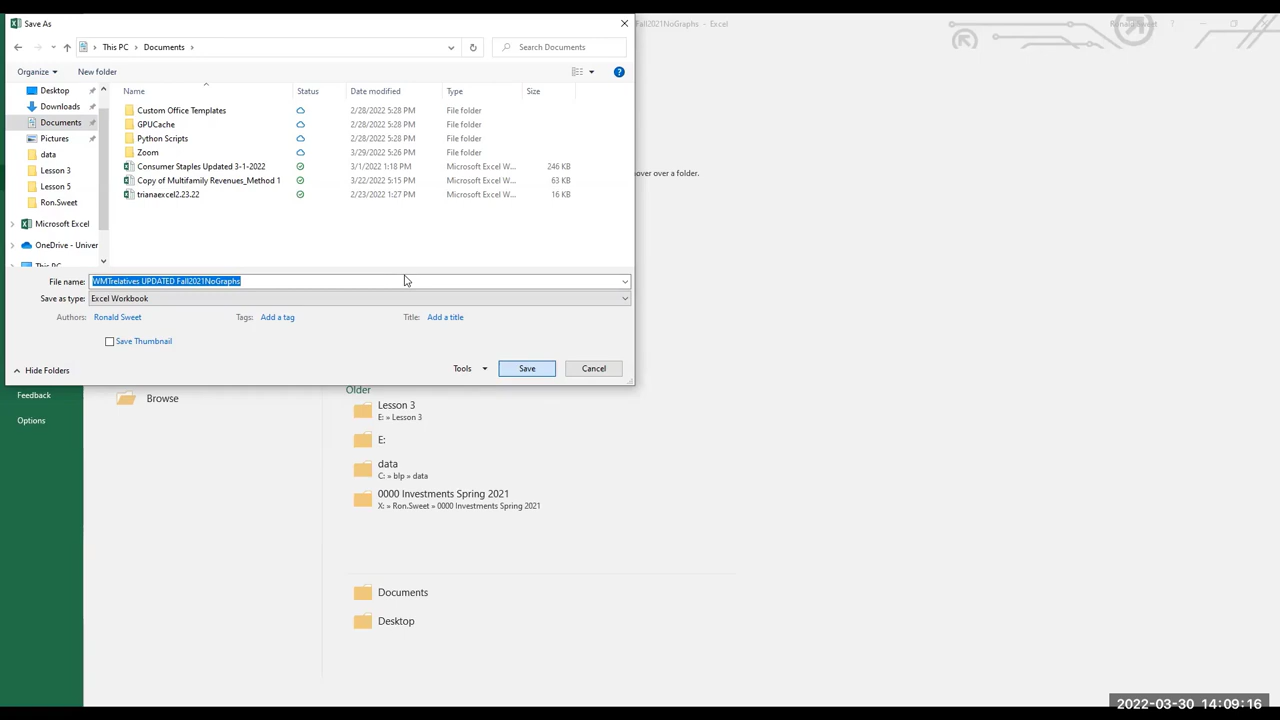 Save As
Fall2021NoGraphs - Excel
This PC > Documents >
Search Documents
Organize
New folder
Name Status Date modified Type Size
Desktop
Downloads
Documents
Pictures
data
Lesson 3
Lesson 5
Ron.Sweet
Microsoft Excel
OneDrive - Univer
Custom Office Templates 2/28/2022 5:28 PM File folder
GPUCache 2/28/2022 5:28 PM File folder
Python Scripts 2/28/2022 5:28 PM File folder
Zoom 3/29/2022 5:26 PM File folder
Consumer Staples Updated 3-1-2022 3/1/2022 1:18 PM Microsoft Excel W... 246 KB
Copy of Multifamily Revenues_Method 1 3/22/2022 5:15 PM Microsoft Excel W... 63 KB
trianaexcel2.23.22 2/23/2022 1:27 PM Microsoft Excel W... 16 KB
over over a folder.
File name: WMTrelatives UPDATED Fall2021NoGraphs
Save as type: Excel Workbook
Authors: Ronald Sweet Tags: Add a tag Title: Add a title
Save Thumbnail
Hide Folders
Tools Save Cancel
Feedback
Options
Browse
Older
Lesson 3
E: » Lesson 3
E:
data
C: » blp » data
0000 Investments Spring 2021
X: » Ron.Sweet » 0000 Investments Spring 2021
Documents
Desktop
2022-03-30 14:09:16